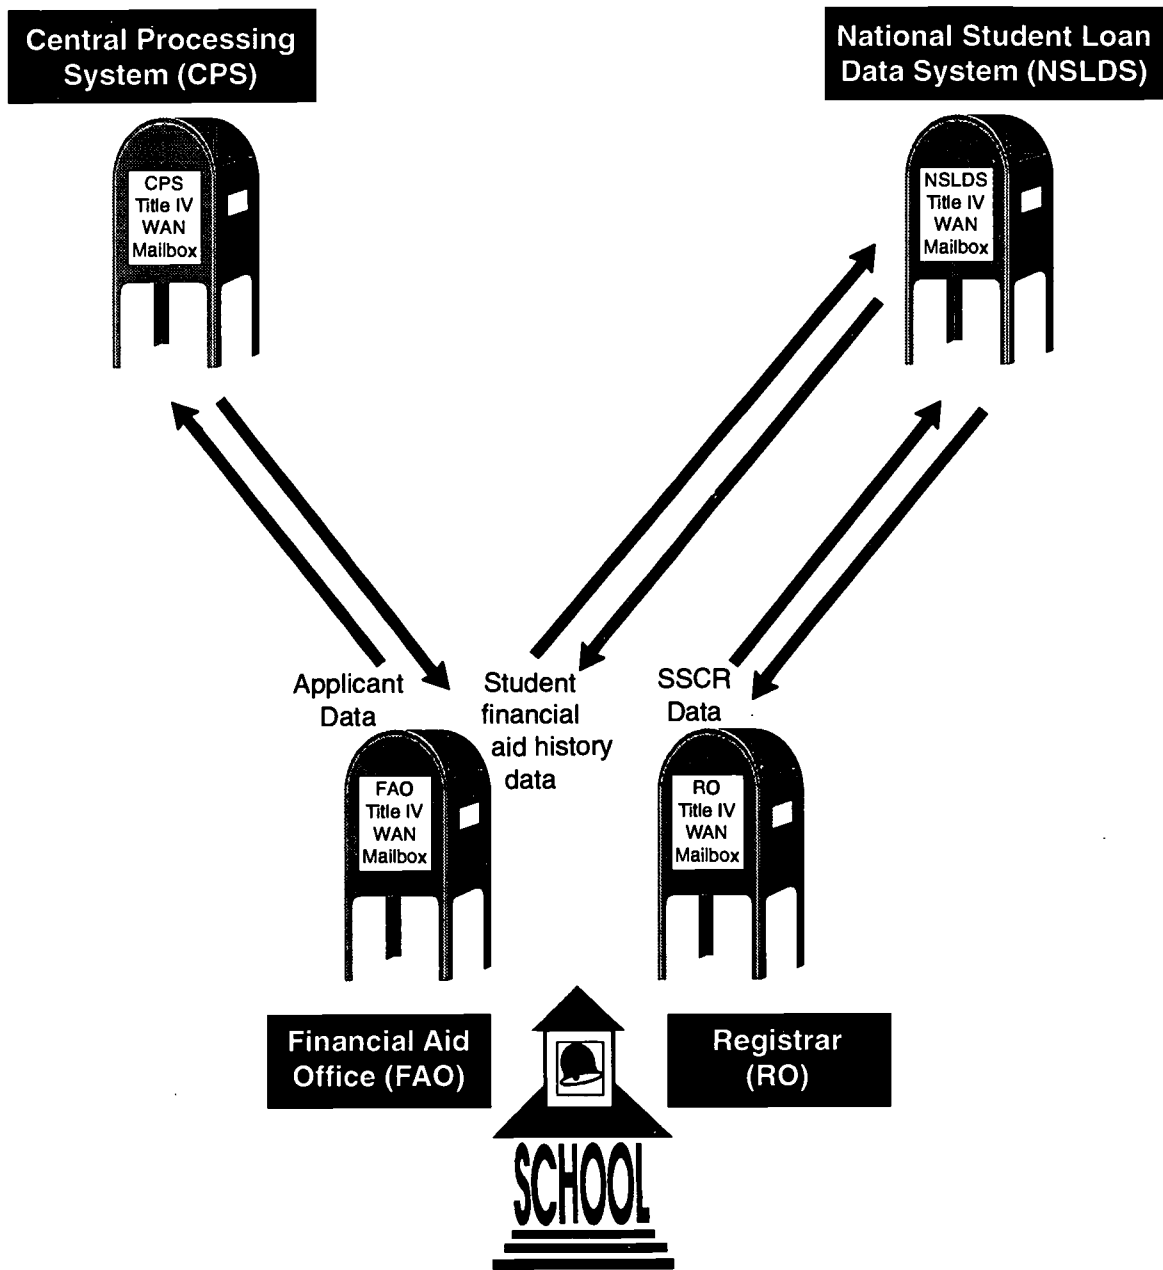 Central Processing
System (CPS)
National Student Loan
Data System (NSLDS)
CPS
Title IV
WAN
Mailbox
NSLDS
Title IV
WAN
Mailbox
Applicant
Data
Student
financial
aid history
data
SSCR
Data
FAO
Title IV
WAN
Mailbox
RO
Title IV
WAN
Mailbox
Financial Aid
Office (FAO)
Registrar
(RO)
SCHOOL